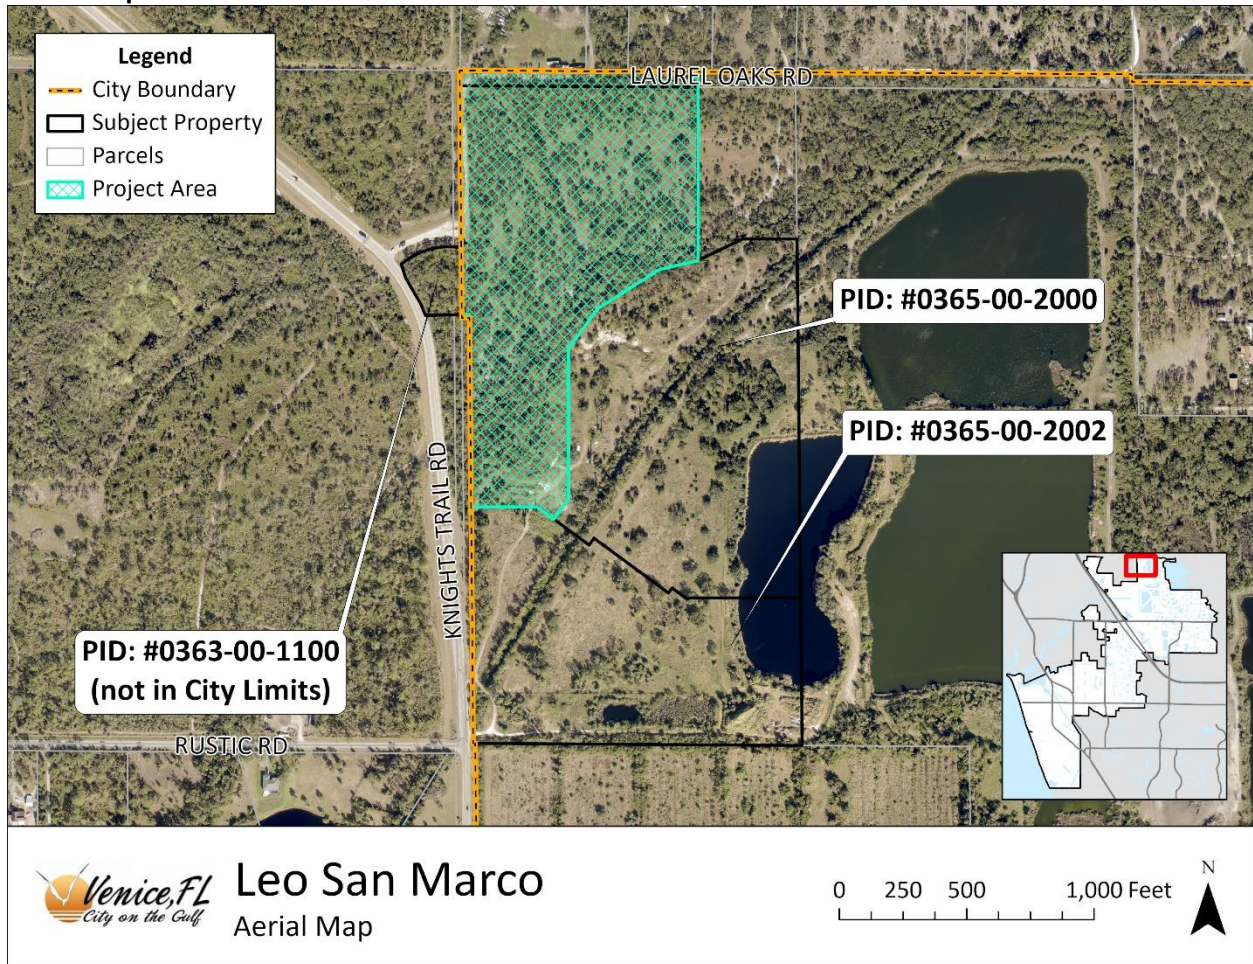 Legend
City Boundary
Subject Property
Parcels
Project Area
LAUREL OAKS RD
PID: #0365-00-2000
PID: #0365-00-2002
KNIGHTS TRAIL RD
PID: #0363-00-1100
(not in City Limits)
RUSTIC RD
Venice, FL
City on the Gulf
Leo San Marco
Aerial Map
0 250 500 1,000 Feet
N